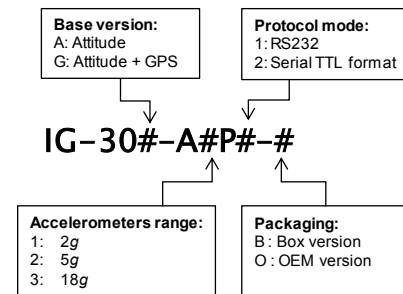 Base version:
A: Attitude
G: Attitude + GPS
Protocol mode:
1: RS232
2: Serial TTL format
IG-30#-A#P#-#
Accelerometers range:
1: 2g
2: 5g
3: 18g
Packaging:
B : Box version
O : OEM version